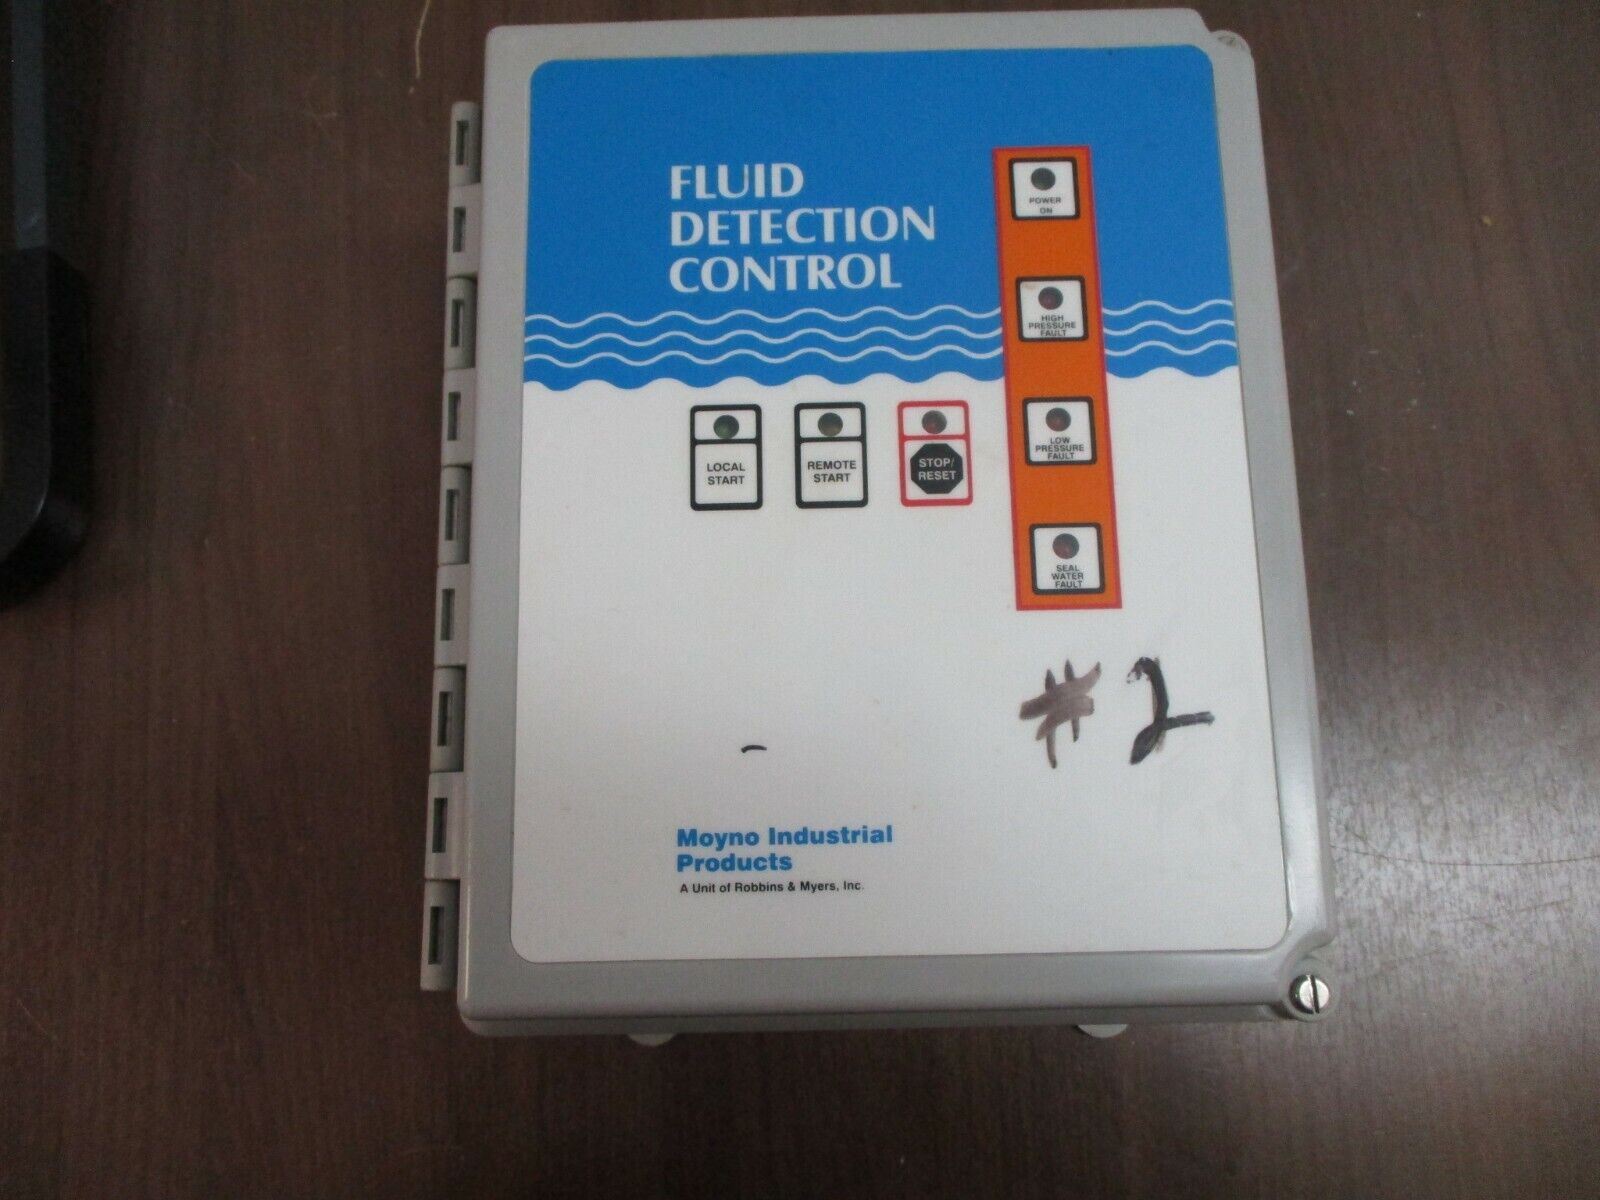 FLUID
DETECTION
CONTROL
POWER
ON
HIGH
PRESSURE
FAULT
LOCAL
START
REMOTE
START
STOP/
RESET
LOW
PRESSURE
FAULT
SEAL
WATER
FAULT
#2
Moyno Industrial
Products
A Unit of Robbins & Myers, Inc.